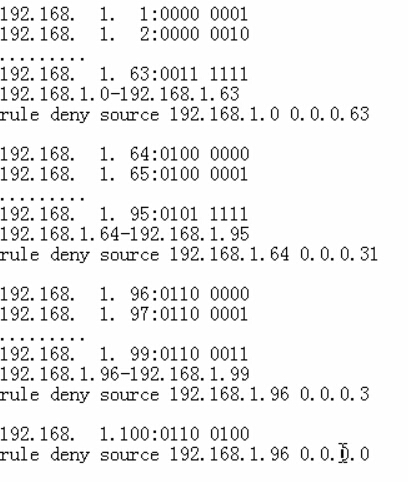 192.168.  1.  1:0000 0001
192.168.  1.  2:0000 0010
.........
192.168.  1. 63:0011 1111
192.168.1.0-192.168.1.63
rule deny source 192.168.1.0 0.0.0.63
192.168.  1. 64:0100 0000
192.168.  1. 65:0100 0001
.........
192.168.  1. 95:0101 1111
192.168.1.64-192.168.1.95
rule deny source 192.168.1.64 0.0.0.31
192.168.  1. 96:0110 0000
192.168.  1. 97:0110 0001
.........
192.168.  1. 99:0110 0011
192.168.1.96-192.168.1.99
rule deny source 192.168.1.96 0.0.0.3
192.168.  1.100:0110 0100
rule deny source 192.168.1.96 0.0.0.0